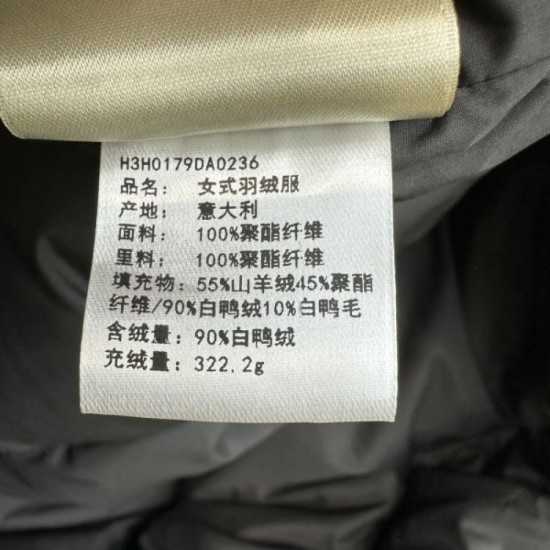 H3H0179DA0236
品名: 女式羽绒服
产地: 意大利
面料: 100%聚酯纤维
里料: 100%聚酯纤维
填充物: 55%山羊绒45%聚酯
纤维/90%白鸭绒10%白鸭毛
含绒量: 90%白鸭绒
充绒量: 322.2g